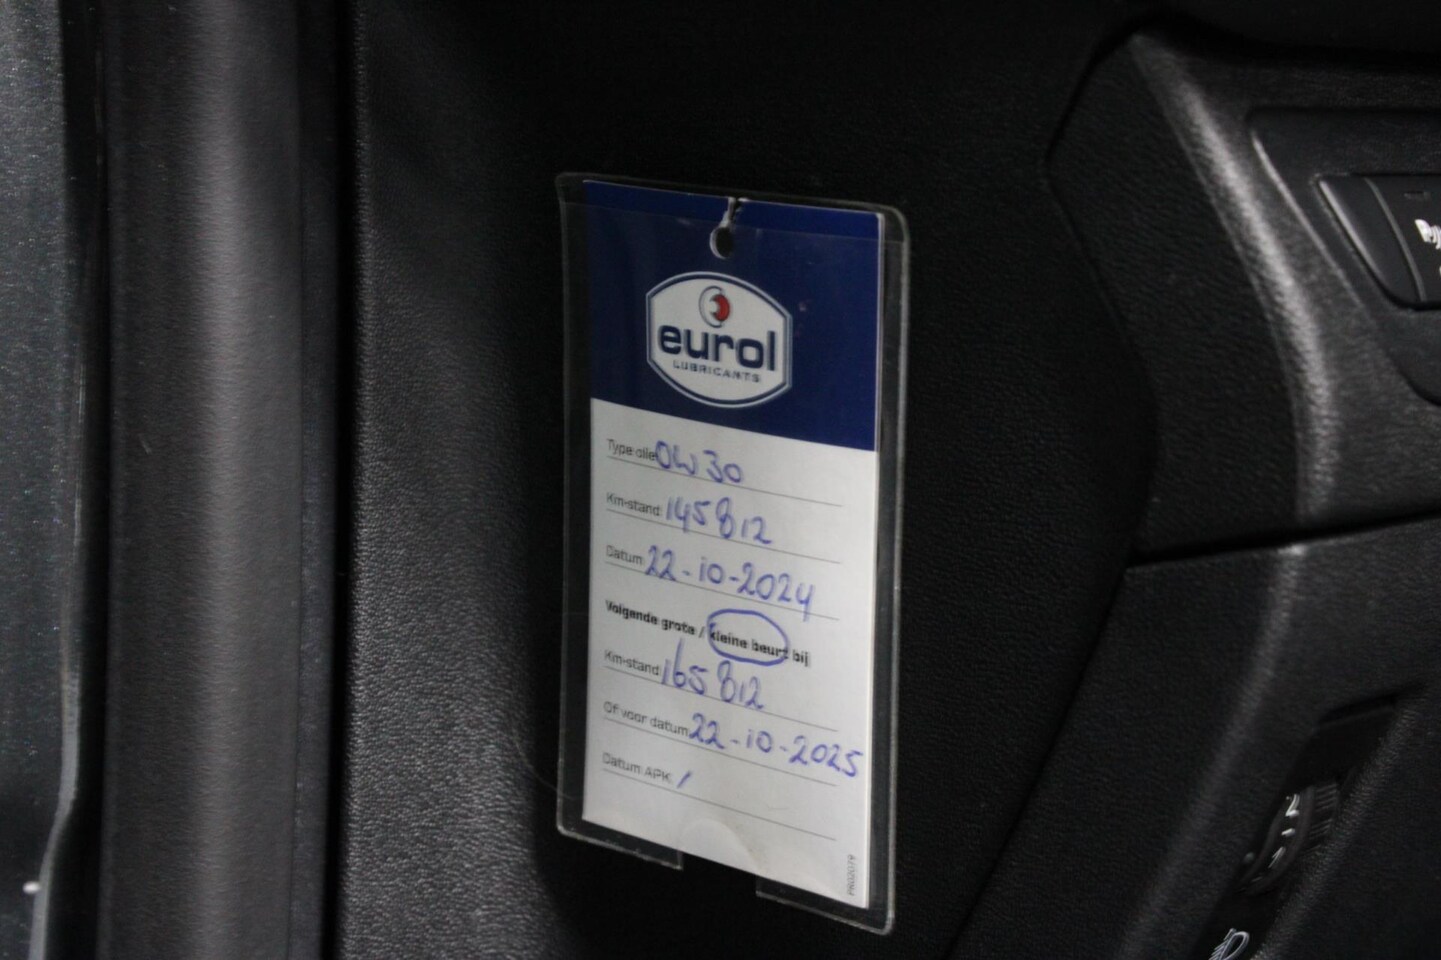 eurol
LUBRICANTS
Type olie 0W30
Km-stand: 145812
Datum: 22-10-2024
Volgende grote / kleine beurt bij
Km-stand: 165812
Of voor datum: 22-10-2025
Datum APK: /